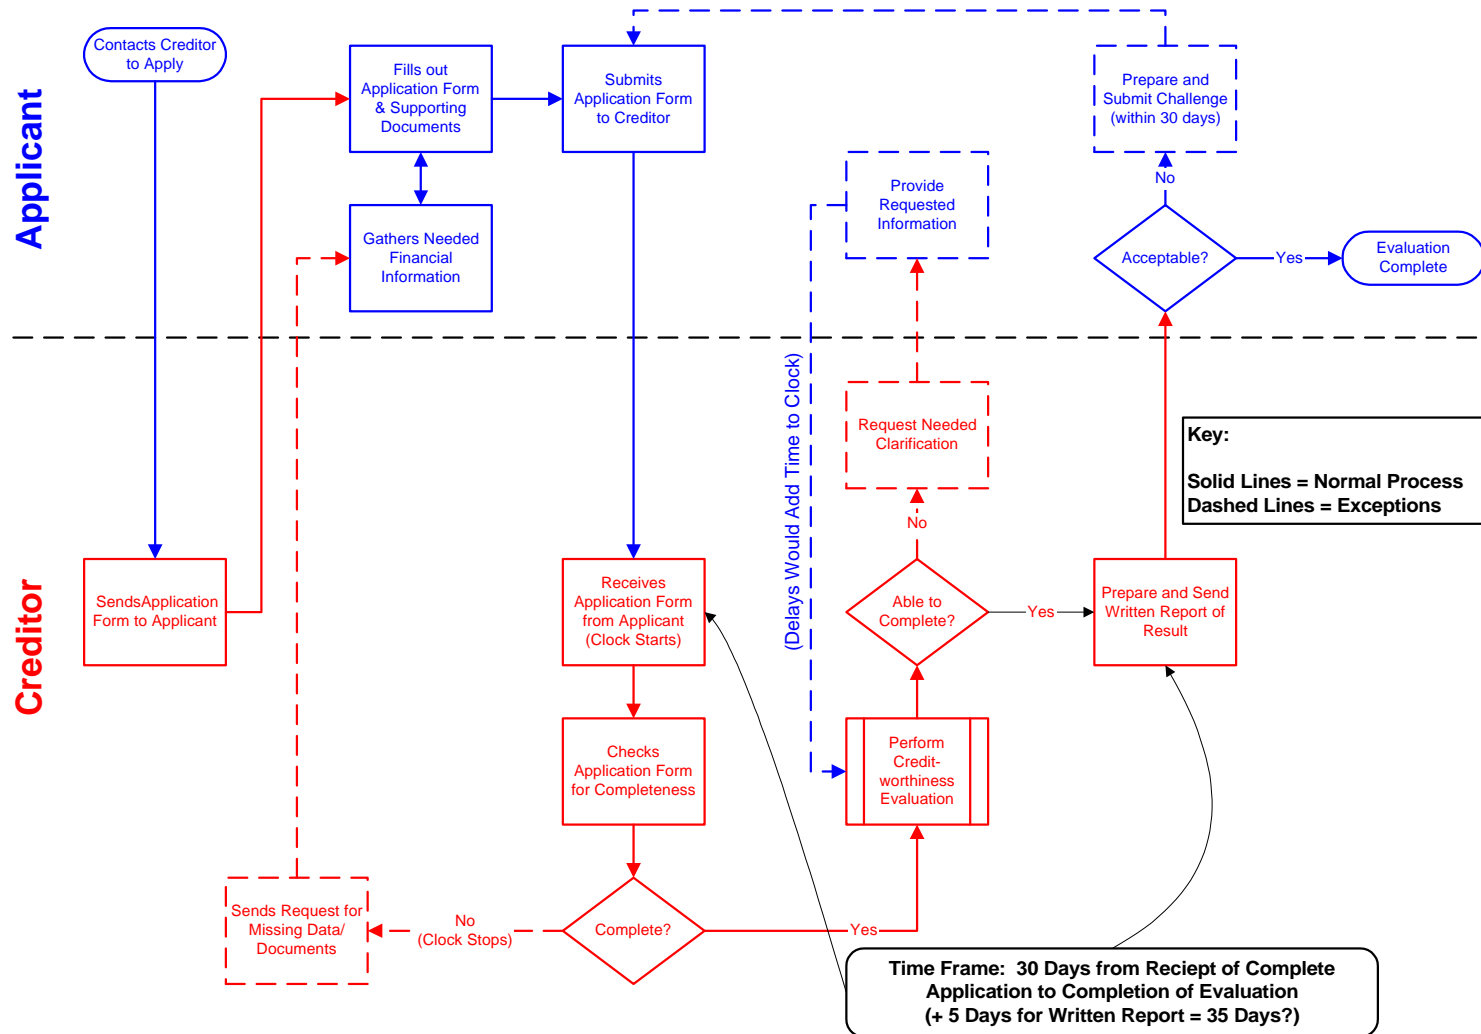 Applicant
Contacts Creditor
to Apply
Fills out
Application Form
& Supporting
Documents
Submits
Application Form
to Creditor
Prepare and
Submit Challenge
(within 30 days)
No
Provide
Requested
Information
Gathers Needed
Financial
Information
Acceptable?
Yes
Evaluation
Complete
(Delays Would Add Time to Clock)
Request Needed
Clarification
Key:
Solid Lines = Normal Process
Dashed Lines = Exceptions
No
Creditor
SendsApplication
Form to Applicant
Receives
Application Form
from Applicant
(Clock Starts)
Able to
Complete?
Yes
Prepare and Send
Written Report of
Result
Checks
Application Form
for Completeness
Perform
Credit-
worthiness
Evaluation
Sends Request for
Missing Data/
Documents
No
(Clock Stops)
Complete?
Yes
Time Frame:  30 Days from Reciept of Complete
Application to Completion of Evaluation
(+ 5 Days for Written Report = 35 Days?)